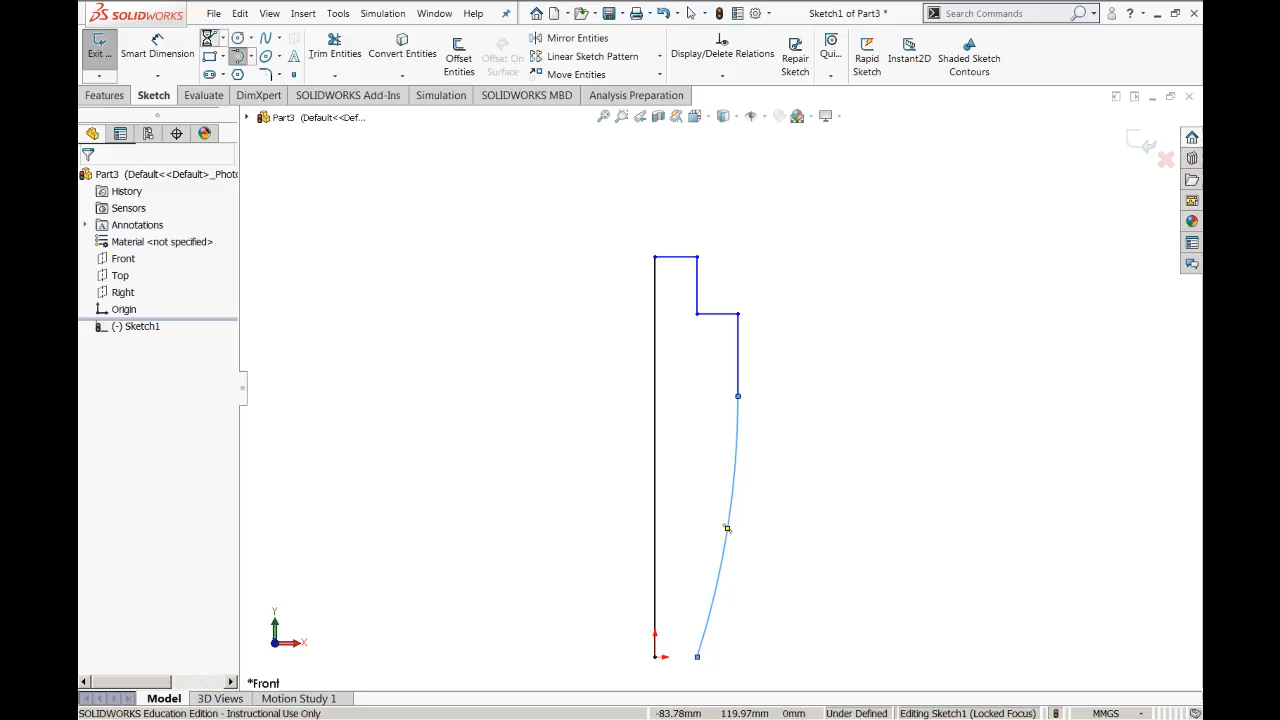 SOLIDWORKS File Edit View Insert Tools Simulation Window Help Sketch1 of Part3 * Search Commands ?
Exit ... Smart Dimension Trim Entities Convert Entities Offset Entities Offset On Surface Mirror Entities Linear Sketch Pattern Move Entities Display/Delete Relations Repair Sketch Qui... Rapid Sketch Instant2D Shaded Sketch Contours
Features Sketch Evaluate DimXpert SOLIDWORKS Add-Ins Simulation SOLIDWORKS MBD Analysis Preparation
Part3 (Default<<Def...
Part3 (Default<<Default>_Photo
History
Sensors
Annotations
Material <not specified>
Front
Top
Right
Origin
(-) Sketch1
Y
X
*Front
Model 3D Views Motion Study 1
SOLIDWORKS Education Edition - Instructional Use Only -83.78mm 119.97mm 0mm Under Defined Editing Sketch1 (Locked Focus) MMGS